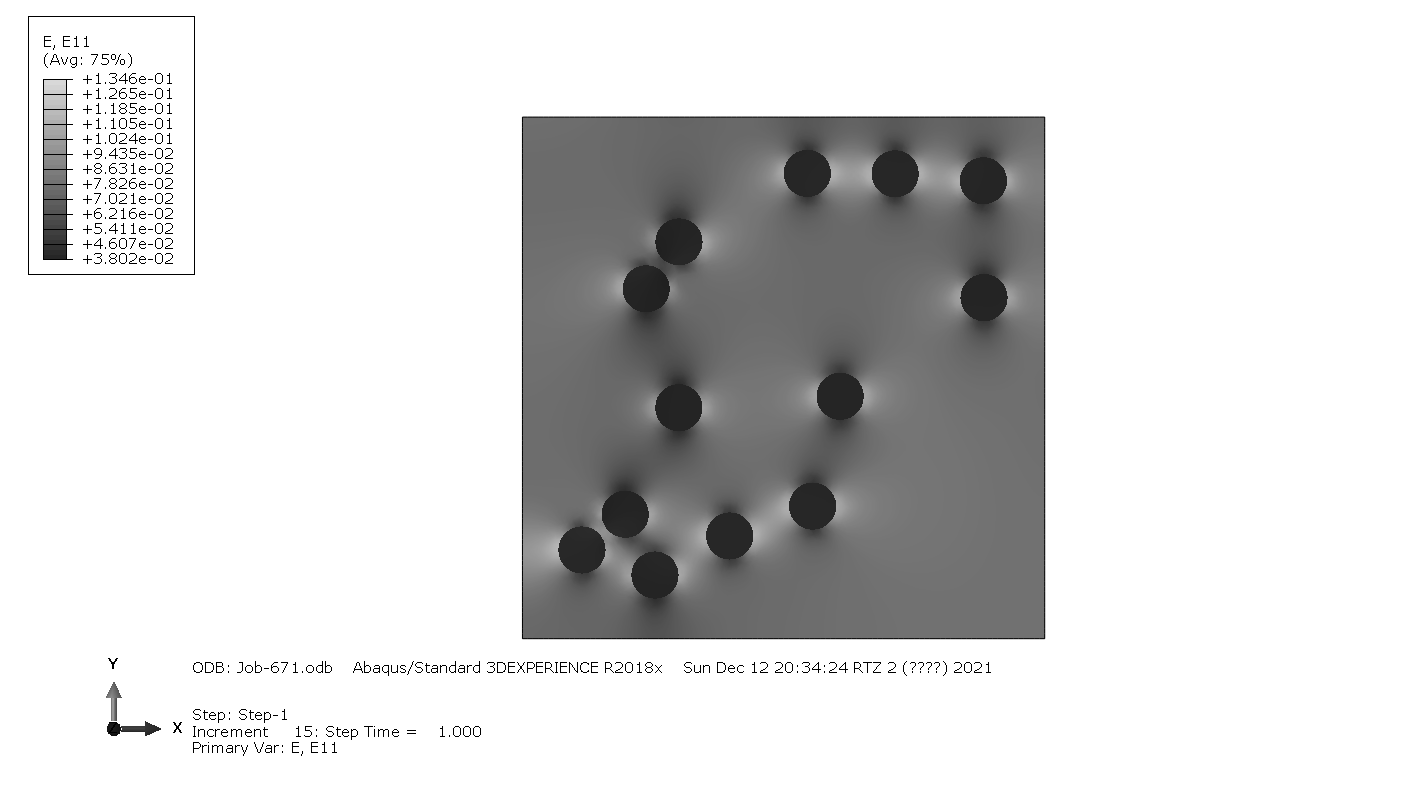 E, E11
(Avg: 75%)
+1.346e-01
+1.265e-01
+1.185e-01
+1.105e-01
+1.024e-01
+9.435e-02
+8.631e-02
+7.826e-02
+7.021e-02
+6.216e-02
+5.411e-02
+4.607e-02
+3.802e-02
Y
X
ODB: Job-671.odb Abaqus/Standard 3DEXPERIENCE R2018x Sun Dec 12 20:34:24 RTZ 2 (????) 2021
Step: Step-1
Increment 15: Step Time = 1.000
Primary Var: E, E11